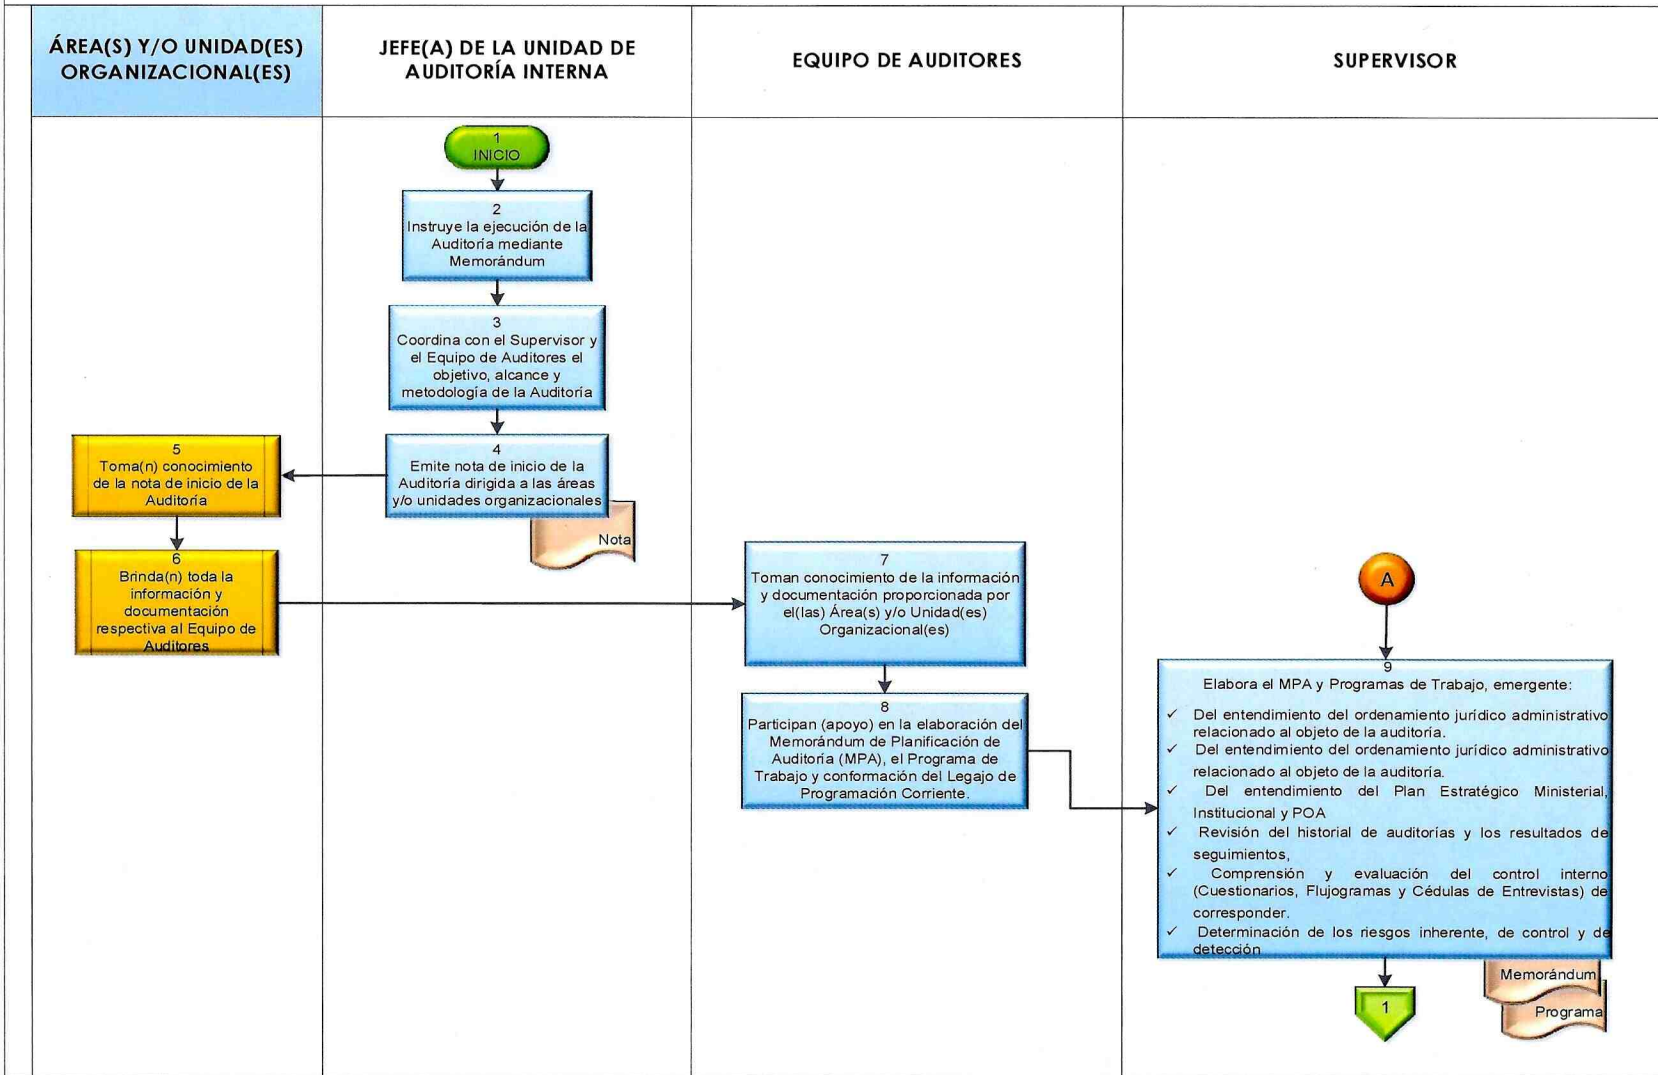 ÁREA(S) Y/O UNIDAD(ES)
ORGANIZACIONAL(ES)
JEFE(A) DE LA UNIDAD DE
AUDITORÍA INTERNA
EQUIPO DE AUDITORES
SUPERVISOR
1
INICIO
2
Instruye la ejecución de la
Auditoría mediante
Memorándum
3
Coordina con el Supervisor y
el Equipo de Auditores el
objetivo, alcance y
metodología de la Auditoría
4
Emite nota de inicio de la
Auditoría dirigida a las áreas
y/o unidades organizacionales
Nota
5
Toma(n) conocimiento
de la nota de inicio de la
Auditoría
6
Brinda(n) toda la
información y
documentación
respectiva al Equipo de
Auditores
7
Toman conocimiento de la información
y documentación proporcionada por
el(las) Área(s) y/o Unidad(es)
Organizacional(es)
8
Participan (apoyo) en la elaboración del
Memorándum de Planificación de
Auditoría (MPA), el Programa de
Trabajo y conformación del Legajo de
Programación Corriente.
A
9
Elabora el MPA y Programas de Trabajo, emergente:
✓ Del entendimiento del ordenamiento jurídico administrativo
relacionado al objeto de la auditoría.
✓ Del entendimiento del ordenamiento jurídico administrativo
relacionado al objeto de la auditoría.
✓ Del entendimiento del Plan Estratégico Ministerial,
Institucional y POA
✓ Revisión del historial de auditorías y los resultados de
seguimientos,
✓ Comprensión y evaluación del control interno
(Cuestionarios, Flujogramas y Cédulas de Entrevistas) de
corresponder.
✓ Determinación de los riesgos inherente, de control y de
detección
Memorándum
Programa
1